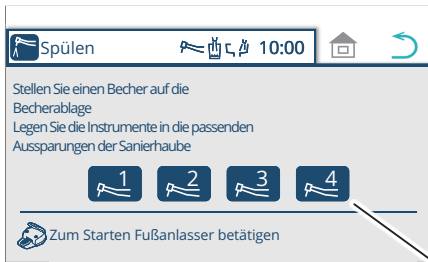 Spülen 10:00
Stellen Sie einen Becher auf die
Becherablage
Legen Sie die Instrumente in die passenden
Aussparungen der Sanierhaube
1 2 3 4
Zum Starten Fußanlasser betätigen